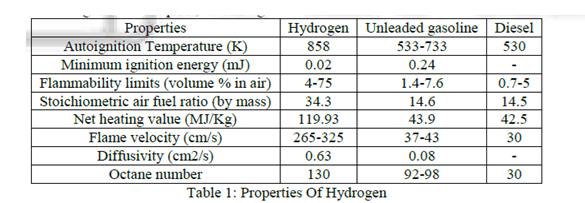 Properties Hydrogen Unleaded gasoline Diesel
Autoignition Temperature (K) 858 533-733 530
Minimum ignition energy (mJ) 0.02 0.24 -
Flammability limits (volume % in air) 4-75 1.4-7.6 0.7-5
Stoichiometric air fuel ratio (by mass) 34.3 14.6 14.5
Net heating value (MJ/Kg) 119.93 43.9 42.5
Flame velocity (cm/s) 265-325 37-43 30
Diffusivity (cm2/s) 0.63 0.08 -
Octane number 130 92-98 30
Table 1: Properties Of Hydrogen